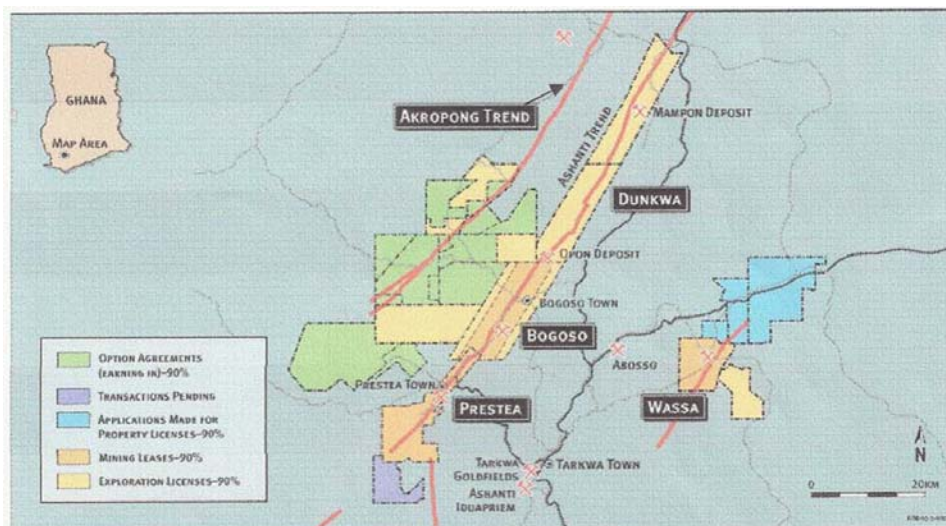 GHANA
MAP AREA
AKROPONG TREND
ASHANTI TREND
MAMPON DEPOSIT
DUNKWA
OPON DEPOSIT
BOGOSO TOWN
BOGOSO
ABOSSO
PRESTEA TOWN
PRESTEA
WASSA
TARKWA
GOLDFIELDS
TARKWA TOWN
ASHANTI
IDUAPRIEM
OPTION AGREEMENTS
(EARNING IN)–90%
TRANSACTIONS PENDING
APPLICATIONS MADE FOR
PROPERTY LICENSES–90%
MINING LEASES–90%
EXPLORATION LICENSES–90%
N
0 20KM